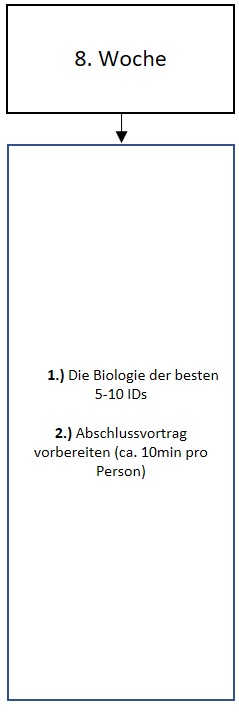 8. Woche
1.) Die Biologie der besten
5-10 IDs
2.) Abschlussvortrag
vorbereiten (ca. 10min pro
Person)